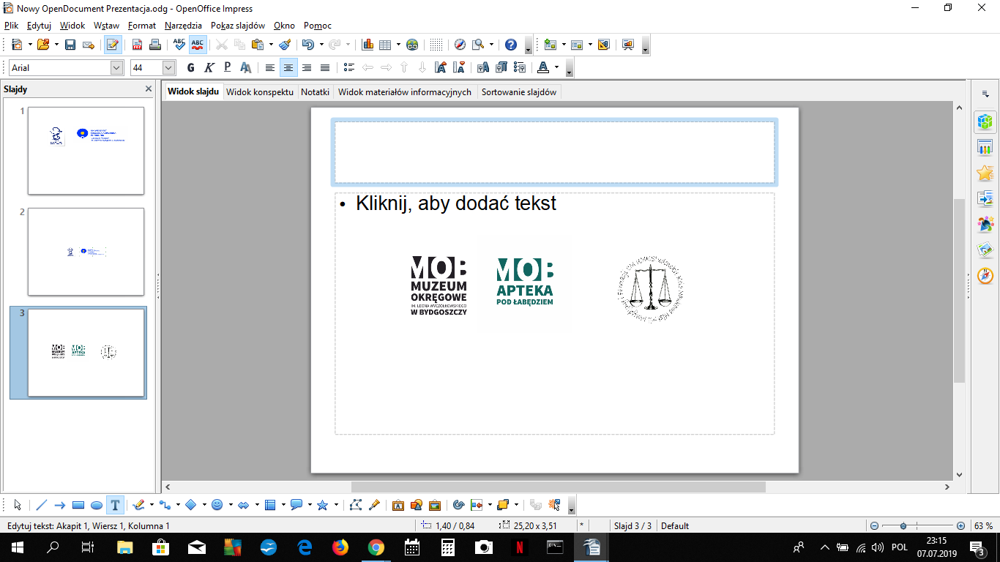 Nowy OpenDocument Prezentacja.odg - OpenOffice Impress
Plik Edytuj Widok Wstaw Format Narzędzia Pokaz slajdów Okno Pomoc
Arial 44 G K P
Slajdy
Widok slajdu Widok konspektu Notatki Widok materiałów informacyjnych Sortowanie slajdów
1
2
3
• Kliknij, aby dodać tekst
MOB
MUZEUM
OKRĘGOWE
IM. LEONA WYCZÓŁKOWSKIEGO
W BYDGOSZCZY
MOB
APTEKA
POD ŁABĘDZIEM
Edytuj tekst: Akapit 1, Wiersz 1, Kolumna 1 1,40 / 0,84 25,20 x 3,51 * Slajd 3 / 3 Default 63 %
POL 23:15
07.07.2019 3